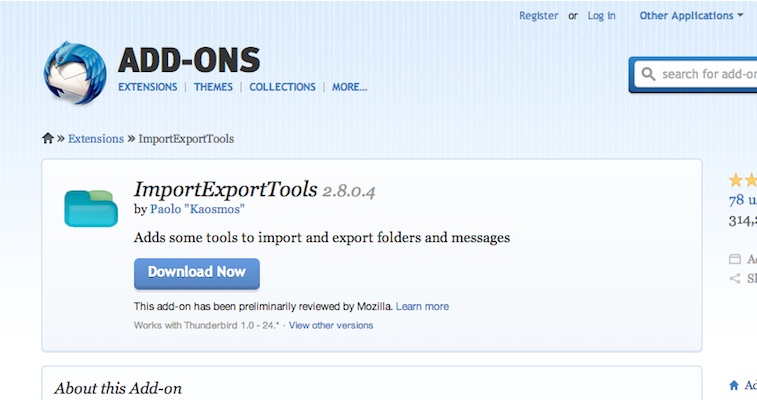 Register or Log in Other Applications
ADD-ONS
EXTENSIONS | THEMES | COLLECTIONS | MORE...
search for add-on
» Extensions » ImportExportTools
ImportExportTools 2.8.0.4
by Paolo "Kaosmos"
Adds some tools to import and export folders and messages
Download Now
This add-on has been preliminarily reviewed by Mozilla. Learn more
Works with Thunderbird 1.0 - 24.* · View other versions
78 u
314,
About this Add-on